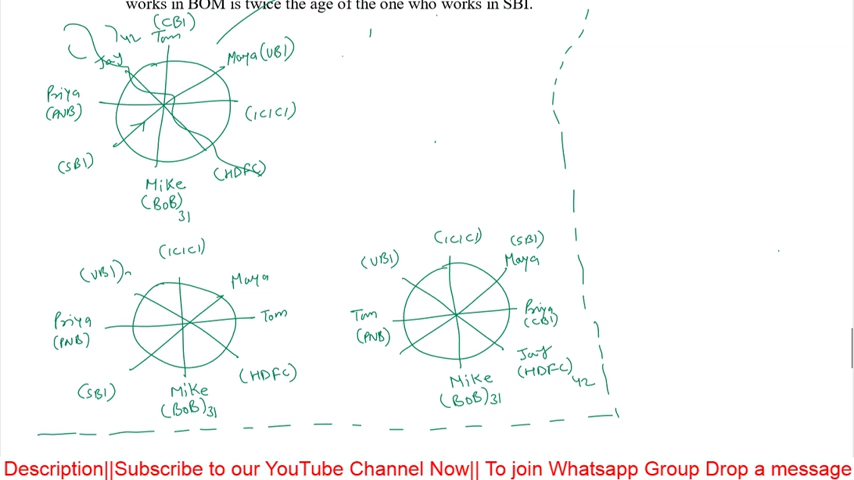 works in BOM is twice the age of the one who works in SBI.
(CBI)
Tom
42
Jay
Maya (UBI)
Priya
(PNB)
(ICICI)
(SBI)
(HDFC)
Mike
(BOB)
31
(ICICI)
(UBI)
Maya
Priya
(PNB)
Tom
(SBI)
(HDFC)
Mike
(BOB) 31
(ICICI)
(SBI)
Maya
(UBI)
Tom
(PNB)
Priya
(CBI)
Jay
(HDFC) 42
Mike
(BOB) 31
Description||Subscribe to our YouTube Channel Now|| To join Whatsapp Group Drop a message